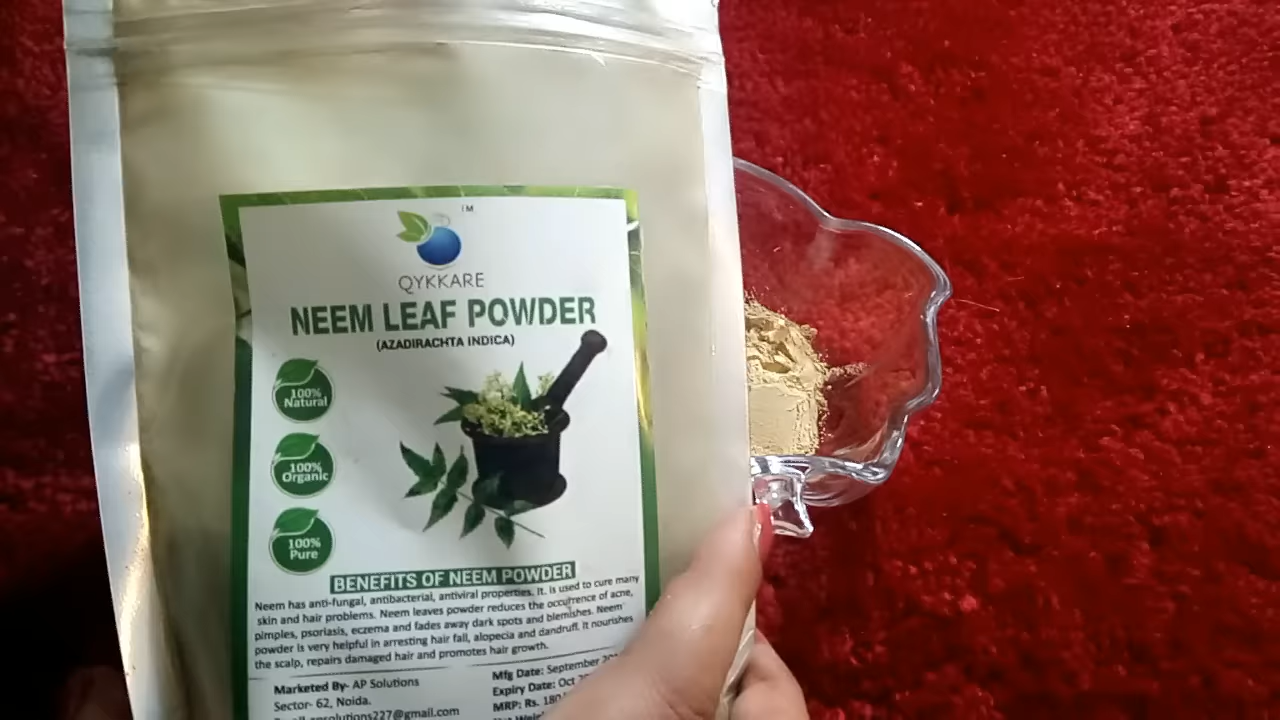 TM
QYKKARE
NEEM LEAF POWDER
(AZADIRACHTA INDICA)
100%
Natural
100%
Organic
100%
Pure
BENEFITS OF NEEM POWDER
Neem has anti-fungal, antibacterial, antiviral properties. It. is used to cure many
skin and hair problems. Neem leaves powder reduces the occurrence of acne,
pimples, psoriasis, eczema and fades away dark spots and blemishes. Neem
powder is very helpful in arresting hair fall, alopecia and dandruff. It nourishes
the scalp, repairs damaged hair and promotes hair growth.
Marketed By- AP Solutions
Sector- 62, Noida.
Mfg Date: September
Expiry Date: Oct
MRP: Rs. 180